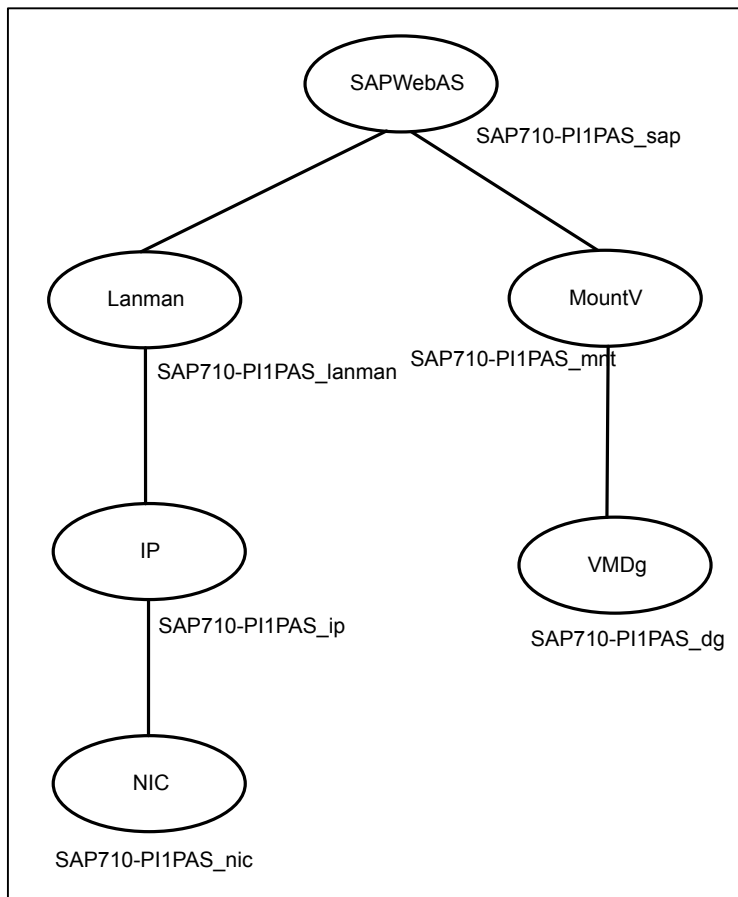 SAPWebAS
SAP710-PI1PAS_sap
Lanman
MountV
SAP710-PI1PAS_lanman
SAP710-PI1PAS_mnt
IP
VMDg
SAP710-PI1PAS_ip
SAP710-PI1PAS_dg
NIC
SAP710-PI1PAS_nic